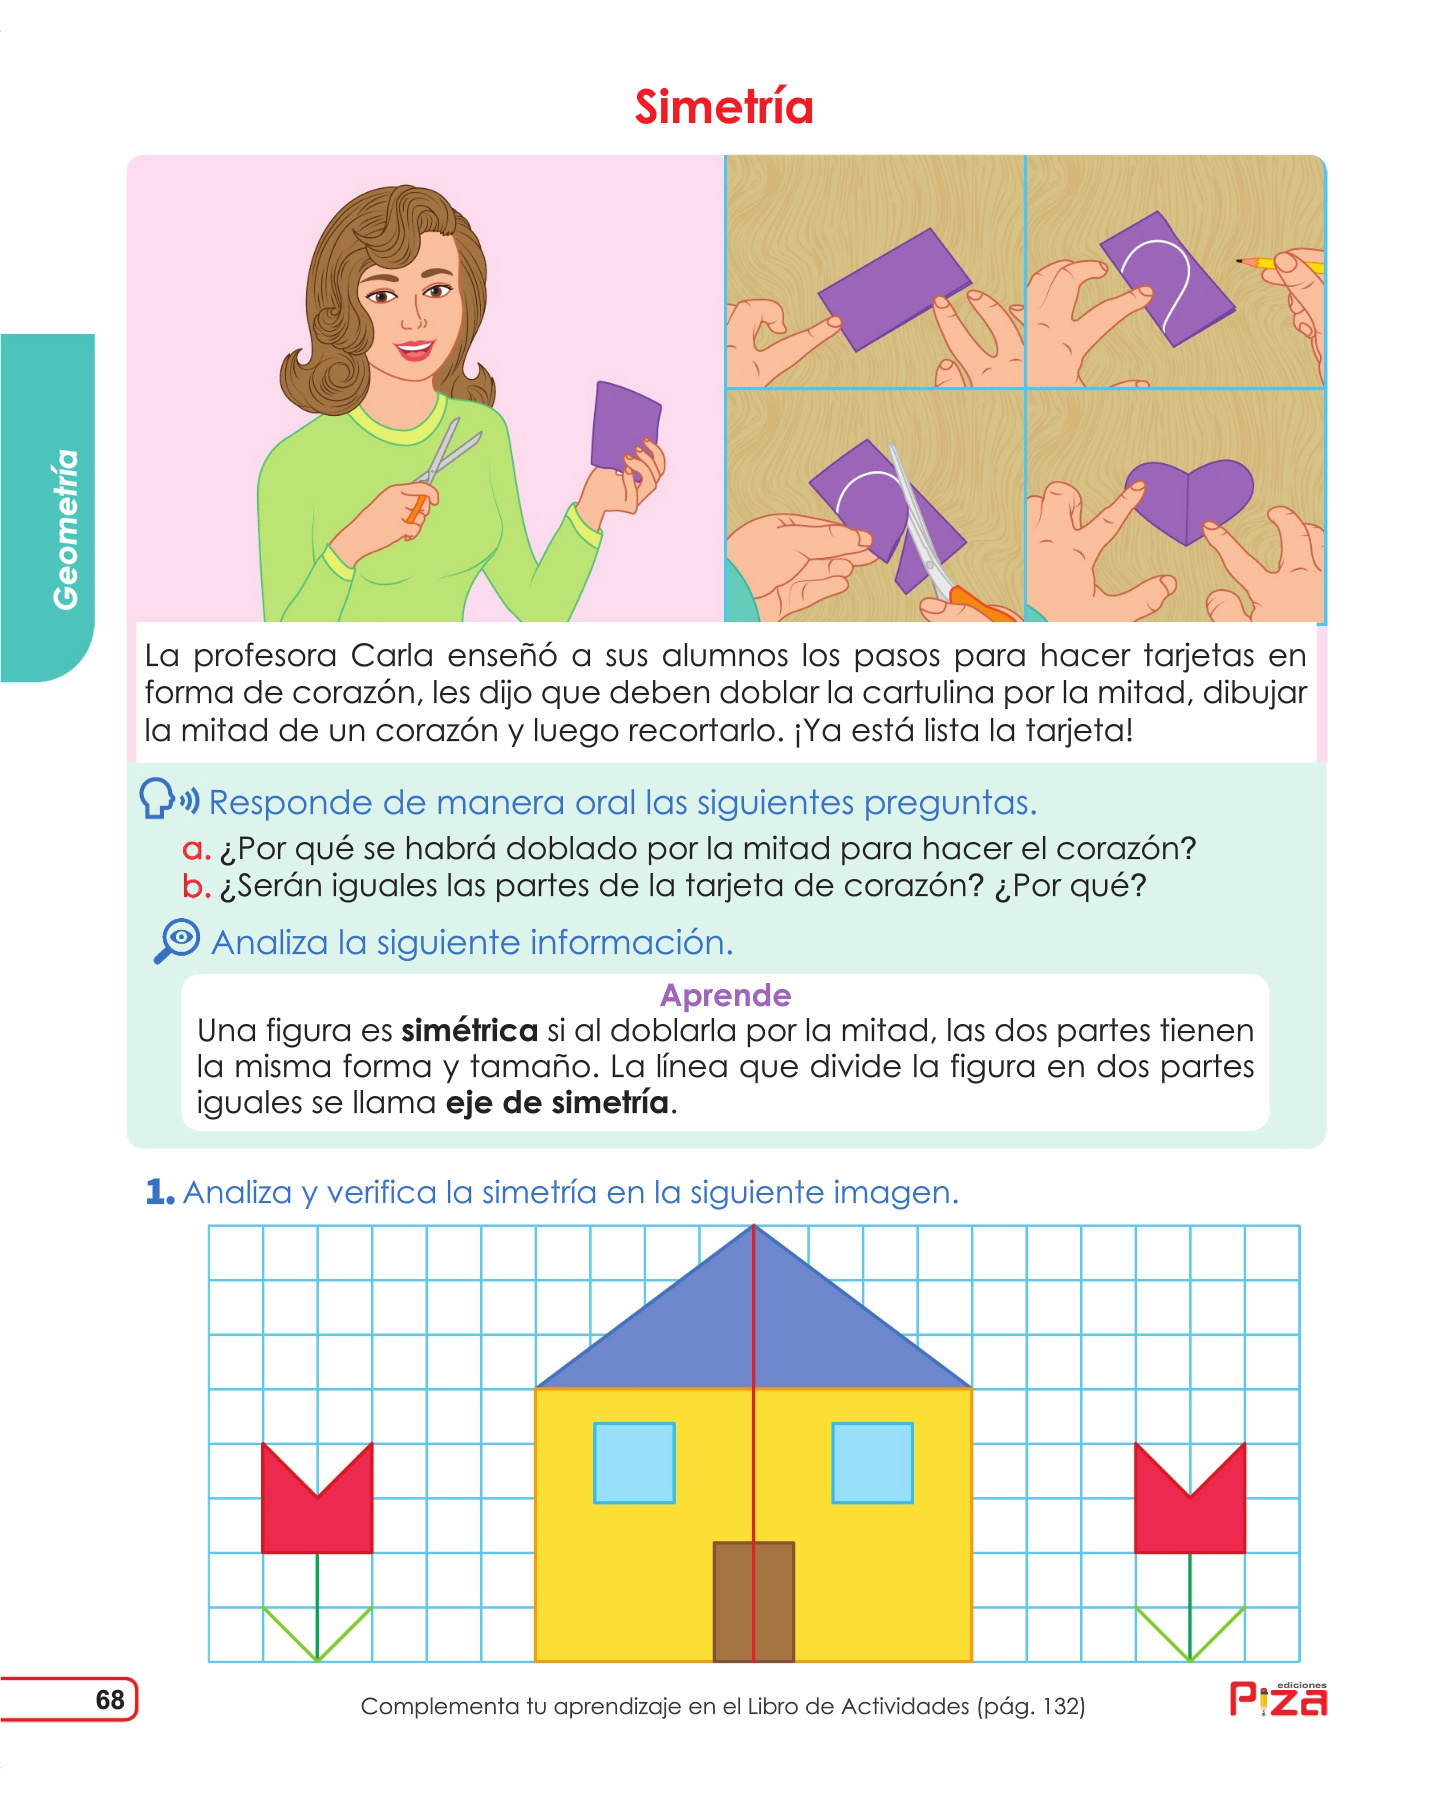 Simetría
Geometría
La profesora Carla enseñó a sus alumnos los pasos para hacer tarjetas en
forma de corazón, les dijo que deben doblar la cartulina por la mitad, dibujar
la mitad de un corazón y luego recortarlo. ¡Ya está lista la tarjeta!
Responde de manera oral las siguientes preguntas.
a. ¿Por qué se habrá doblado por la mitad para hacer el corazón?
b. ¿Serán iguales las partes de la tarjeta de corazón? ¿Por qué?
Analiza la siguiente información.
Aprende
Una figura es simétrica si al doblarla por la mitad, las dos partes tienen
la misma forma y tamaño. La línea que divide la figura en dos partes
iguales se llama eje de simetría.
1. Analiza y verifica la simetría en la siguiente imagen.
68
Complementa tu aprendizaje en el Libro de Actividades (pág. 132)
ediciones
Piza